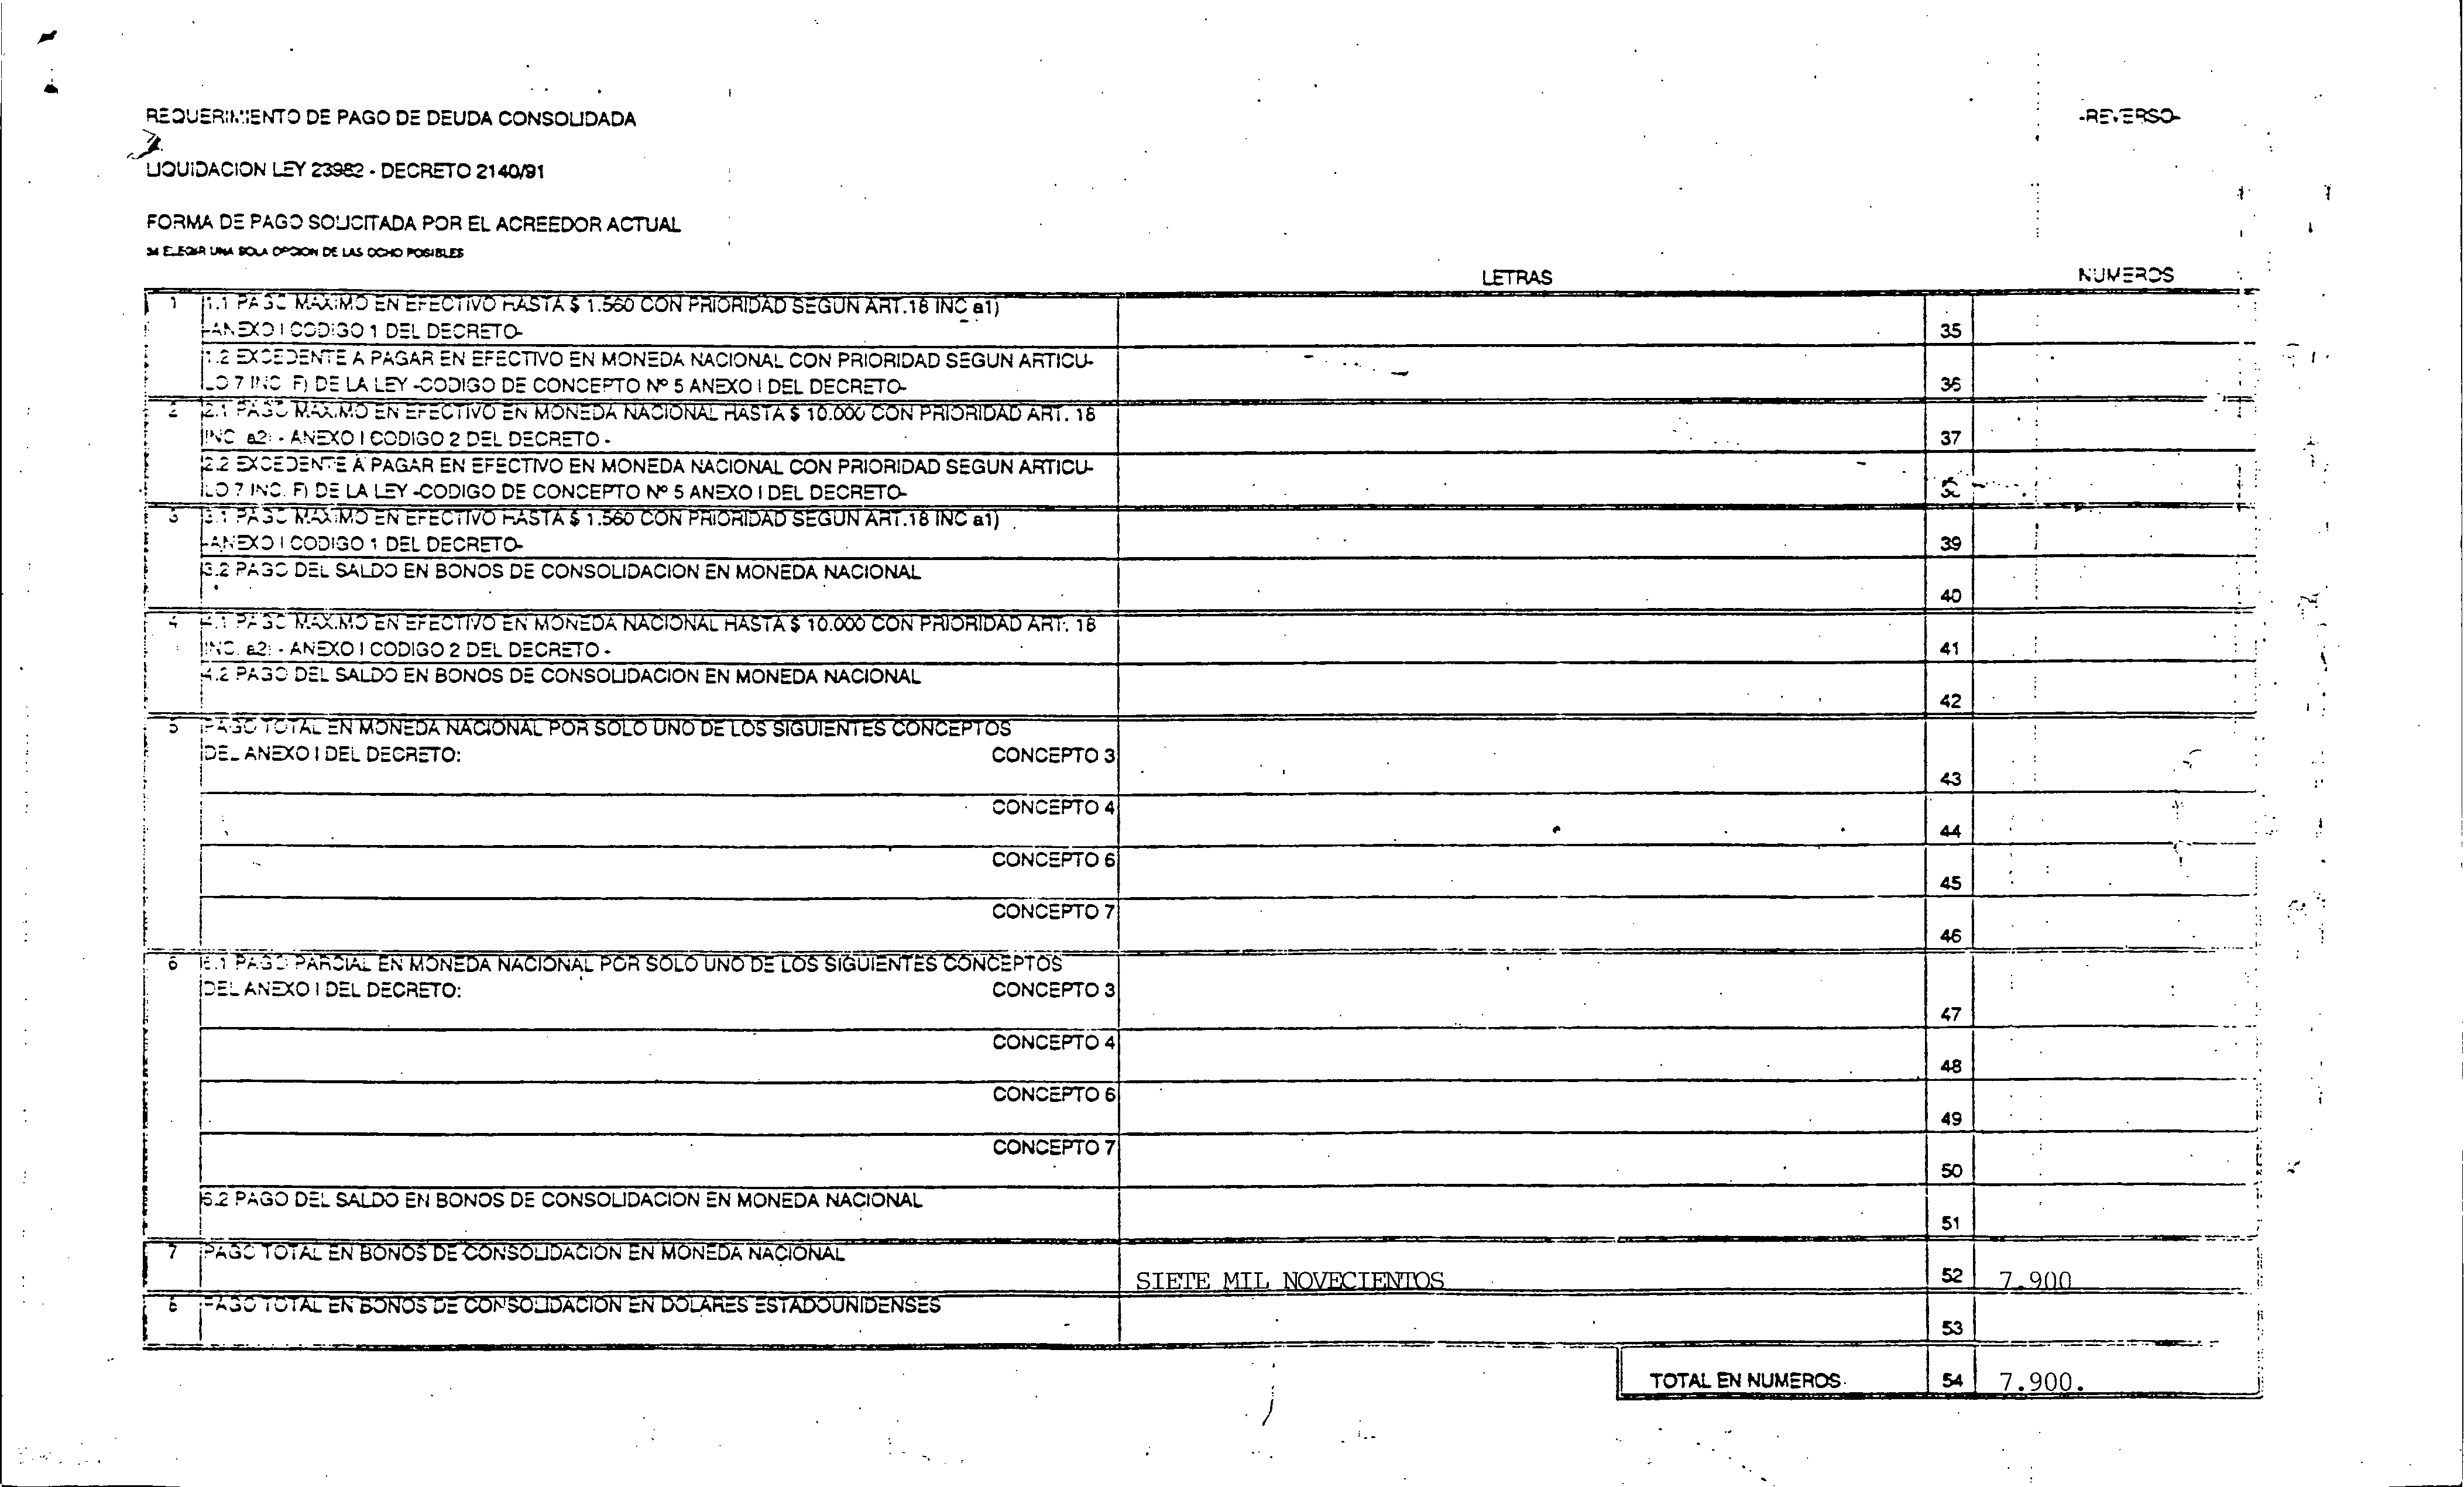 REQUERIMIENTO DE PAGO DE DEUDA CONSOLIDADA
-REVERSO-
LIQUIDACION LEY 23982 - DECRETO 2140/91
FORMA DE PAGO SOLICITADA POR EL ACREEDOR ACTUAL
34 ELEGIR UNA SOLA OPCION DE LAS OCHO POSIBLES
LETRAS NUMEROS
1 1.1 PAGO MAXIMO EN EFECTIVO HASTA $ 1.560 CON PRIORIDAD SEGUN ART.18 INC a1)
-ANEXO I CODIGO 1 DEL DECRETO- 35
1.2 EXCEDENTE A PAGAR EN EFECTIVO EN MONEDA NACIONAL CON PRIORIDAD SEGUN ARTICU-
LO 7 INC. F) DE LA LEY -CODIGO DE CONCEPTO Nº 5 ANEXO I DEL DECRETO- 36
2 2.1 PAGO MAXIMO EN EFECTIVO EN MONEDA NACIONAL HASTA $ 10.000 CON PRIORIDAD ART. 18
INC. a2) - ANEXO I CODIGO 2 DEL DECRETO - 37
2.2 EXCEDENTE A PAGAR EN EFECTIVO EN MONEDA NACIONAL CON PRIORIDAD SEGUN ARTICU-
LO 7 INC. F) DE LA LEY -CODIGO DE CONCEPTO Nº 5 ANEXO I DEL DECRETO-
3 3.1 PAGO MAXIMO EN EFECTIVO HASTA $ 1.560 CON PRIORIDAD SEGUN ART.18 INC a1)
-ANEXO I CODIGO 1 DEL DECRETO- 39
3.2 PAGO DEL SALDO EN BONOS DE CONSOLIDACION EN MONEDA NACIONAL
40
4 4.1 PAGO MAXIMO EN EFECTIVO EN MONEDA NACIONAL HASTA $ 10.000 CON PRIORIDAD ART. 18
INC. a2) - ANEXO I CODIGO 2 DEL DECRETO - 41
4.2 PAGO DEL SALDO EN BONOS DE CONSOLIDACION EN MONEDA NACIONAL
42
5 PAGO TOTAL EN MONEDA NACIONAL POR SOLO UNO DE LOS SIGUIENTES CONCEPTOS
DEL ANEXO I DEL DECRETO: CONCEPTO 3
43
CONCEPTO 4
44
CONCEPTO 6
45
CONCEPTO 7
46
6 6.1 PAGO PARCIAL EN MONEDA NACIONAL POR SOLO UNO DE LOS SIGUIENTES CONCEPTOS
DEL ANEXO I DEL DECRETO: CONCEPTO 3
47
CONCEPTO 4
48
CONCEPTO 6
49
CONCEPTO 7
50
6.2 PAGO DEL SALDO EN BONOS DE CONSOLIDACION EN MONEDA NACIONAL
51
7 PAGO TOTAL EN BONOS DE CONSOLIDACION EN MONEDA NACIONAL
SIETE MIL NOVECIENTOS 52 7.900
8 PAGO TOTAL EN BONOS DE CONSOLIDACION EN DOLARES ESTADOUNIDENSES
53
TOTAL EN NUMEROS 54 7.900.